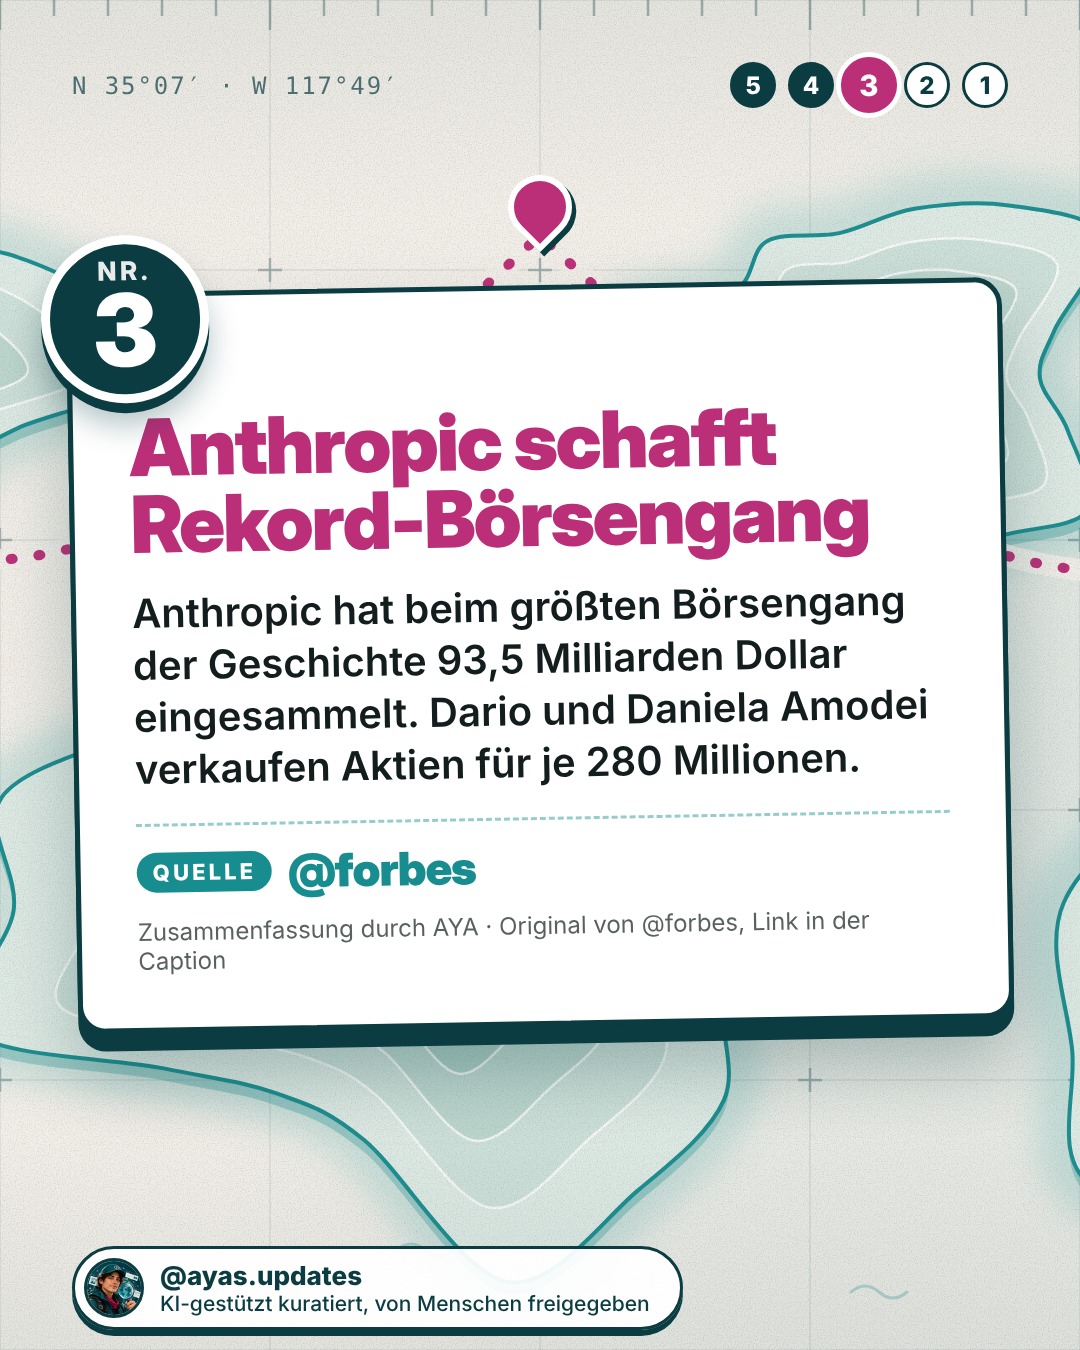 N 35°07′ · W 117°49′
5 4 3 2 1
NR.
3
Anthropic schafft
Rekord-Börsengang
Anthropic hat beim größten Börsengang
der Geschichte 93,5 Milliarden Dollar
eingesammelt. Dario und Daniela Amodei
verkaufen Aktien für je 280 Millionen.
QUELLE @forbes
Zusammenfassung durch AYA · Original von @forbes, Link in der
Caption
@ayas.updates
KI-gestützt kuratiert, von Menschen freigegeben